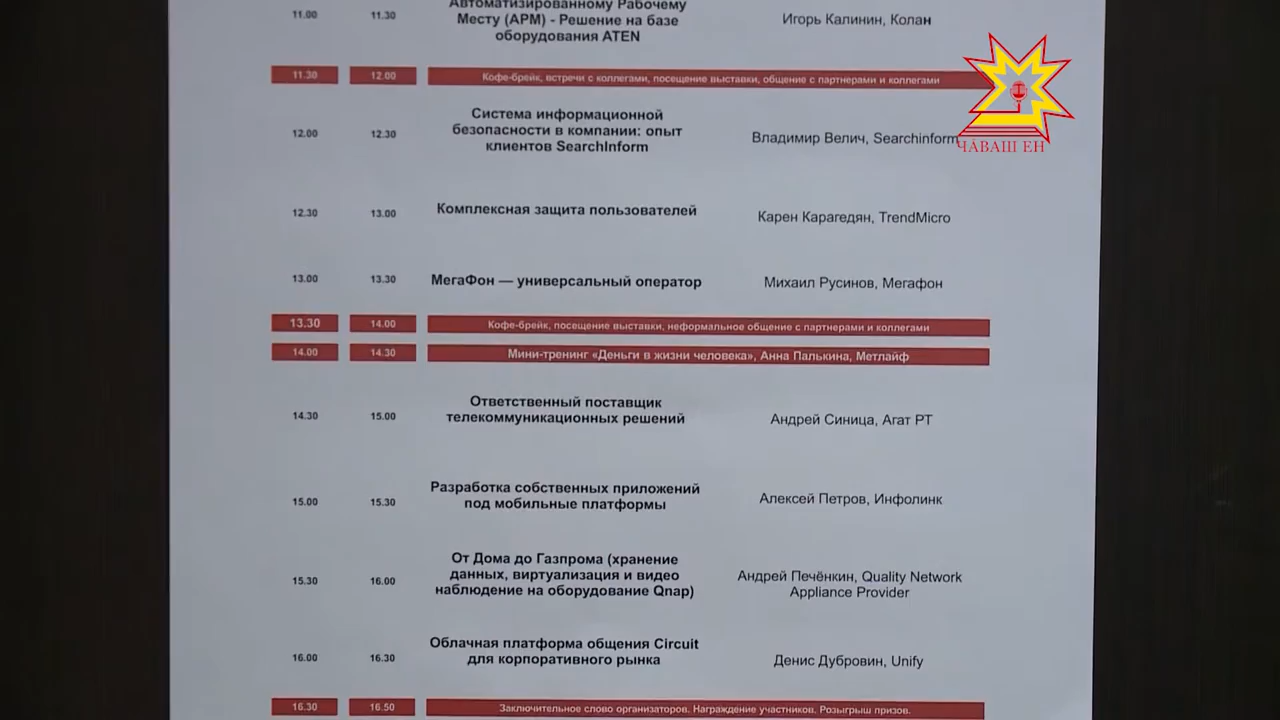 Автоматизированному Рабочему
11.00 11.30 Месту (АРМ) - Решение на базе Игорь Калинин, Колан
оборудования ATEN
11.30 12.00 Кофе-брейк, встречи с коллегами, посещение выставки, общение с партнерами и коллегами
Система информационной
12.00 12.30 безопасности в компании: опыт Владимир Велич, Searchinform
клиентов SearchInform
ЧӐВАШ ЕН
12.30 13.00 Комплексная защита пользователей Карен Карагедян, TrendMicro
13.00 13.30 МегаФон — универсальный оператор Михаил Русинов, Мегафон
13.30 14.00 Кофе-брейк, посещение выставки, неформальное общение с партнерами и коллегами
14.00 14.30 Мини-тренинг «Деньги в жизни человека», Анна Палькина, Метлайф
Ответственный поставщик
14.30 15.00 телекоммуникационных решений Андрей Синица, Агат РТ
Разработка собственных приложений
15.00 15.30 под мобильные платформы Алексей Петров, Инфолинк
От Дома до Газпрома (хранение
15.30 16.00 данных, виртуализация и видео Андрей Печёнкин, Quality Network
наблюдение на оборудование Qnap) Appliance Provider
Облачная платформа общения Circuit
16.00 16.30 для корпоративного рынка Денис Дубровин, Unify
16.30 16.50 Заключительное слово организаторов. Награждение участников. Розыгрыш призов.